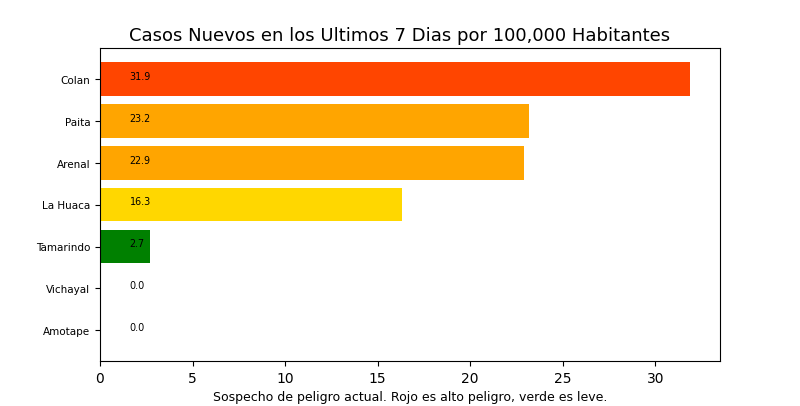 Casos Nuevos en los Ultimos 7 Dias por 100,000 Habitantes
Colan 31.9
Paita 23.2
Arenal 22.9
La Huaca 16.3
Tamarindo 2.7
Vichayal 0.0
Amotape 0.0
0 5 10 15 20 25 30
Sospecho de peligro actual. Rojo es alto peligro, verde es leve.